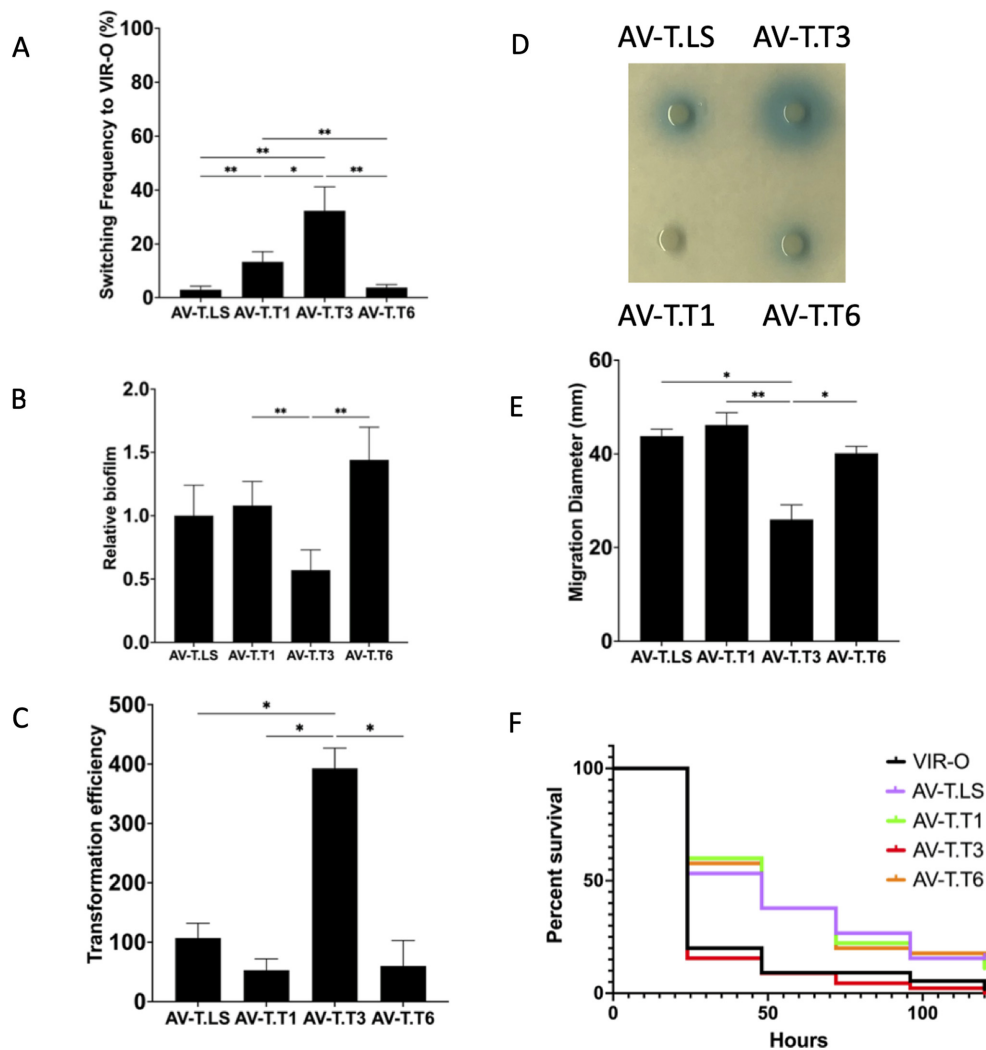 A
Switching Frequency to VIR-O (%)
100
80
60
40
20
0
**
**
** * **
AV-T.LS AV-T.T1 AV-T.T3 AV-T.T6
B
Relative biofilm
2.0
1.5
1.0
0.5
0.0
** **
AV-T.LS AV-T.T1 AV-T.T3 AV-T.T6
C
Transformation efficiency
500
400
300
200
100
0
*
* *
AV-T.LS AV-T.T1 AV-T.T3 AV-T.T6
D
AV-T.LS AV-T.T3
AV-T.T1 AV-T.T6
E
Migration Diameter (mm)
60
40
20
0
*
** *
AV-T.LS AV-T.T1 AV-T.T3 AV-T.T6
F
Percent survival
100
50
0
0 50 100
Hours
VIR-O
AV-T.LS
AV-T.T1
AV-T.T3
AV-T.T6